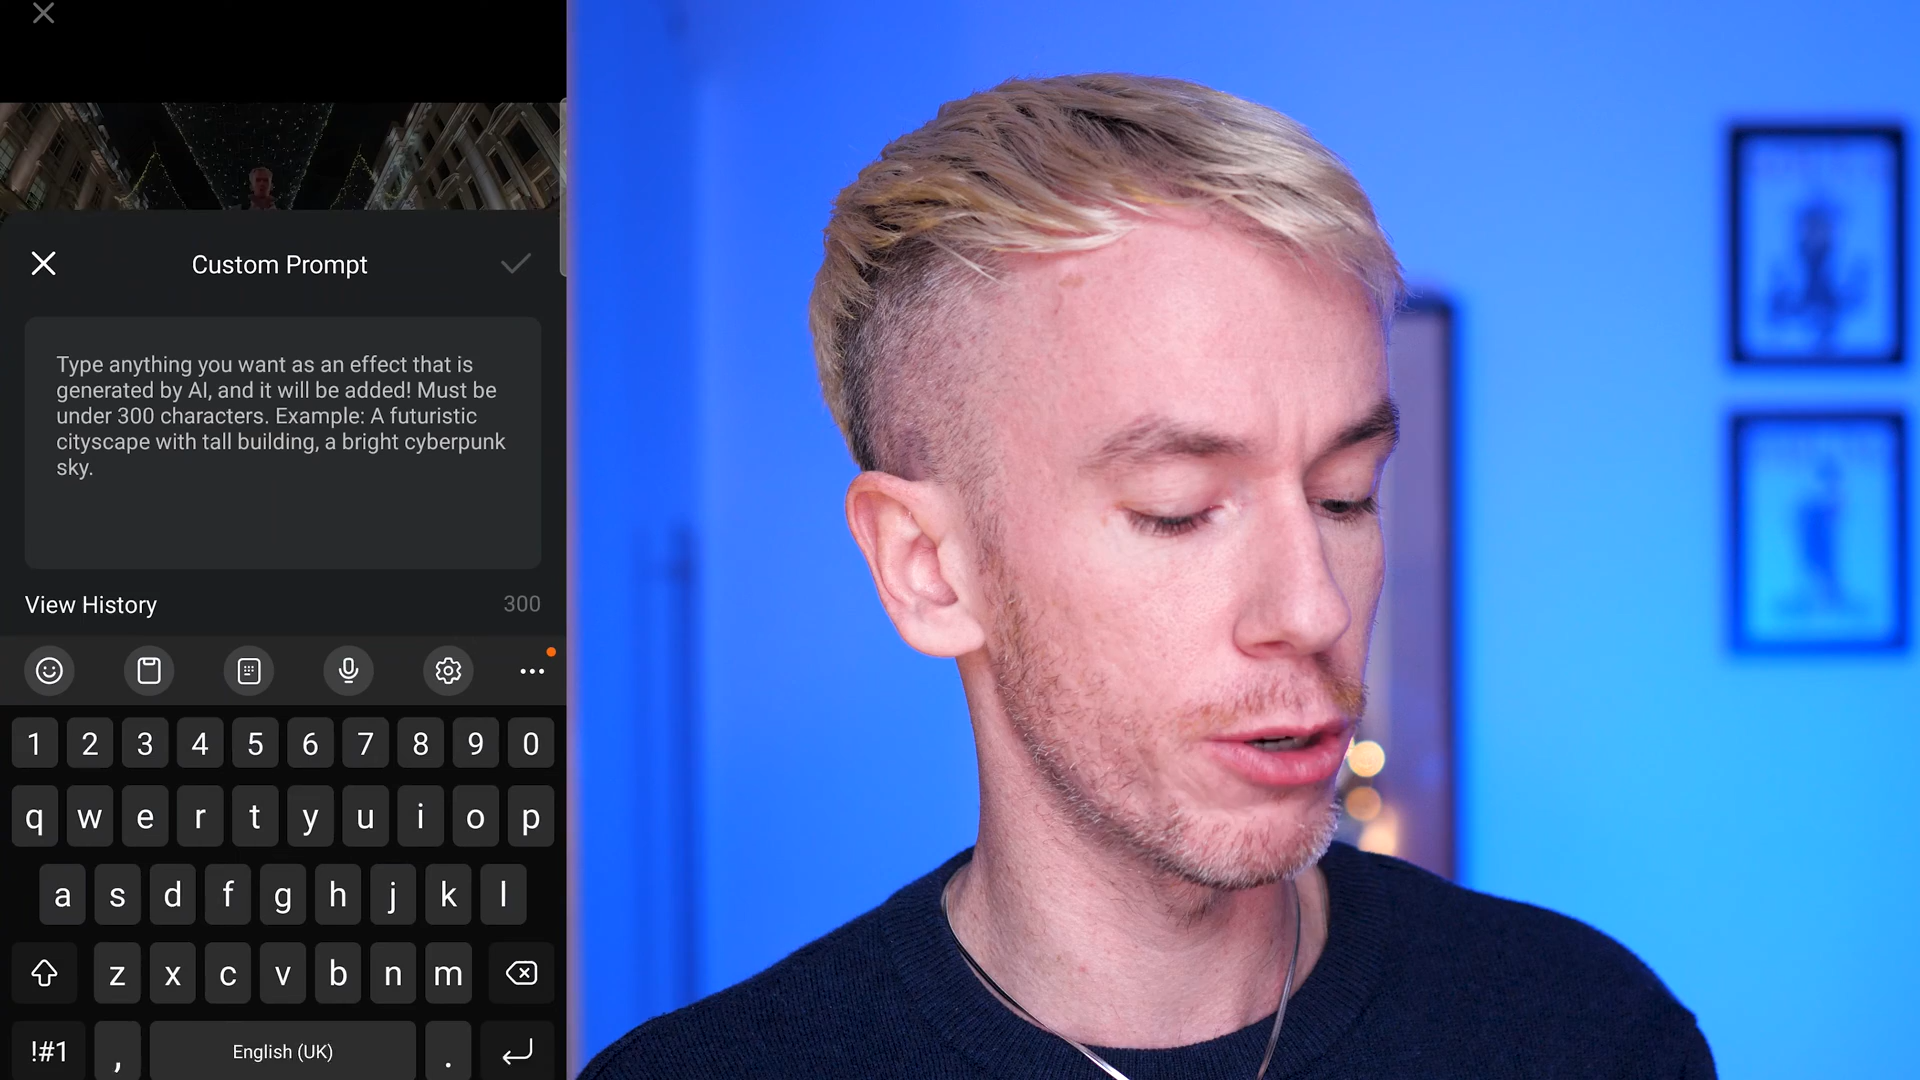 Custom Prompt
Type anything you want as an effect that is
generated by AI, and it will be added! Must be
under 300 characters. Example: A futuristic
cityscape with tall building, a bright cyberpunk
sky.
View History 300
1 2 3 4 5 6 7 8 9 0
q w e r t y u i o p
a s d f g h j k l
z x c v b n m
!#1 , English (UK) .